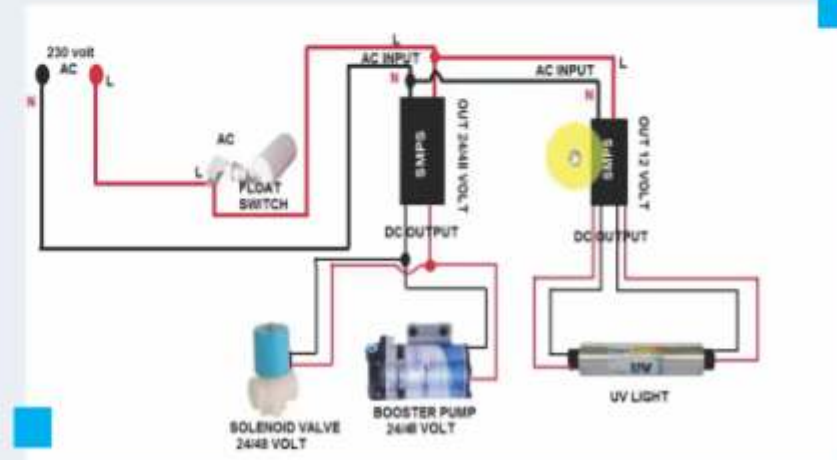 230 volt
AC
N
L
AC
L
FLOAT
SWITCH
L
AC INPUT
N
SMPS
OUT 24/48 VOLT
DC OUTPUT
AC INPUT
L
N
SMPS
OUT 12 VOLT
DC OUTPUT
SOLENOID VALVE
24/48 VOLT
BOOSTER PUMP
24/48 VOLT
UV
UV LIGHT